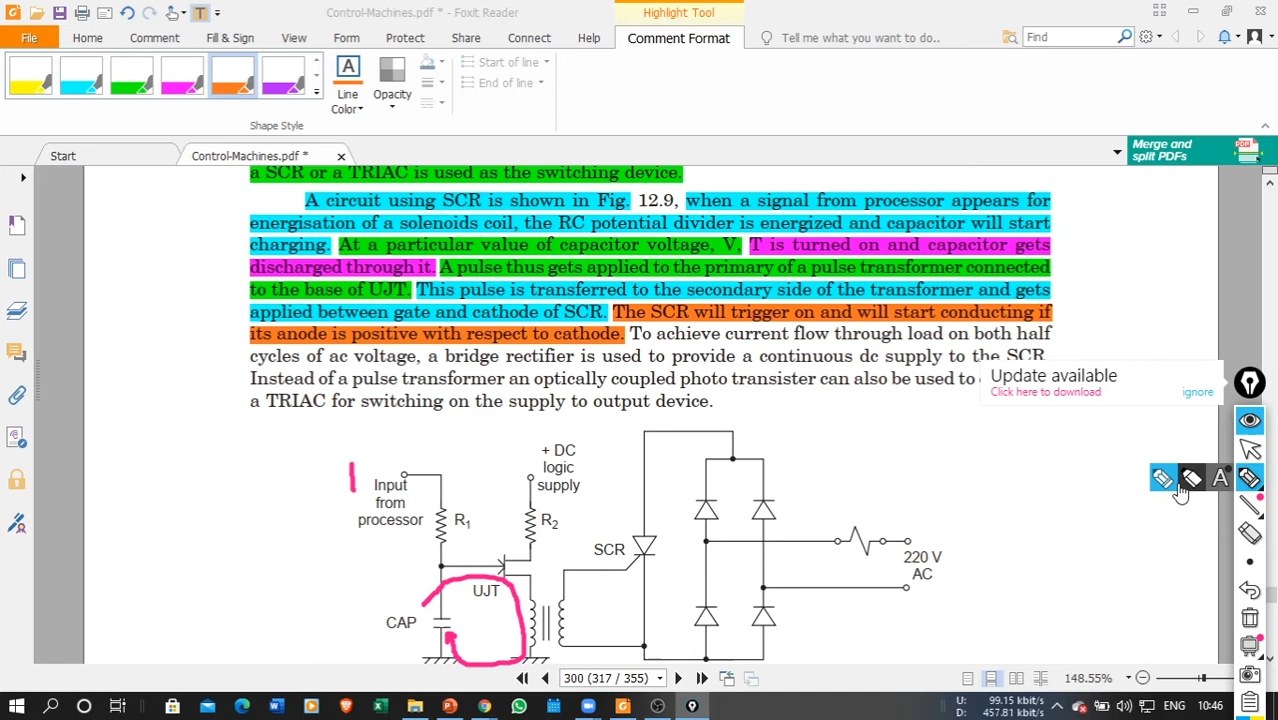 Control-Machines.pdf * - Foxit Reader
Highlight Tool
File
Home
Comment
Fill & Sign
View
Form
Protect
Share
Connect
Help
Comment Format
Tell me what you want to do..
Find
Line
Color
Opacity
Start of line
End of line
Shape Style
Start
Control-Machines.pdf *
Merge and
split PDFs
a SCR or a TRIAC is used as the switching device.
A circuit using SCR is shown in Fig. 12.9, when a signal from processor appears for
energisation of a solenoids coil, the RC potential divider is energized and capacitor will start
charging. At a particular value of capacitor voltage, V, T is turned on and capacitor gets
discharged through it. A pulse thus gets applied to the primary of a pulse transformer connected
to the base of UJT. This pulse is transferred to the secondary side of the transformer and gets
applied between gate and cathode of SCR. The SCR will trigger on and will start conducting if
its anode is positive with respect to cathode. To achieve current flow through load on both half
cycles of ac voltage, a bridge rectifier is used to provide a continuous dc supply to the SCR.
Instead of a pulse transformer an optically coupled photo transister can also be used to
a TRIAC for switching on the supply to output device.
Update available
Click here to download
ignore
+ DC
logic
supply
Input
from
processor
R1
R2
SCR
UJT
CAP
220 V
AC
A
300 (317 / 355)
148.55%
U: 99.15 kbit/s
D: 457.81 kbit/s
ENG
10:46